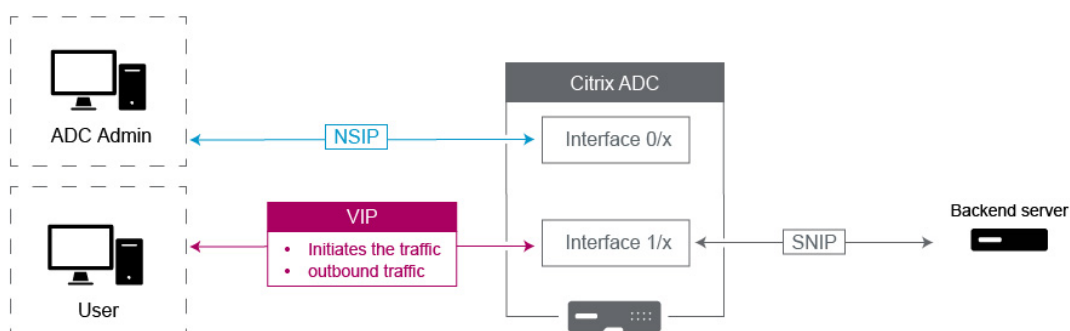 Citrix ADC
ADC Admin
NSIP
Interface 0/x
VIP
• Initiates the traffic
• outbound traffic
Interface 1/x
SNIP
Backend server
User